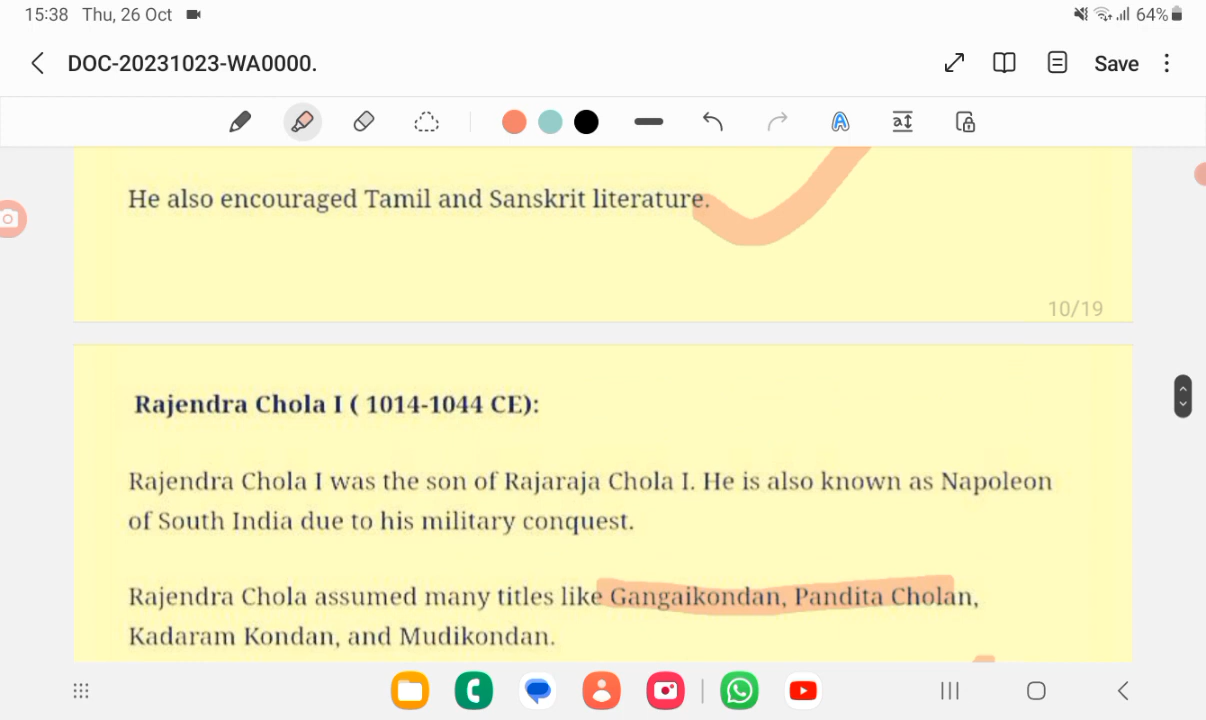 15:38 Thu, 26 Oct 64%
DOC-20231023-WA0000. Save
He also encouraged Tamil and Sanskrit literature.
10/19
Rajendra Chola I ( 1014-1044 CE):
Rajendra Chola I was the son of Rajaraja Chola I. He is also known as Napoleon
of South India due to his military conquest.
Rajendra Chola assumed many titles like Gangaikondan, Pandita Cholan,
Kadaram Kondan, and Mudikondan.